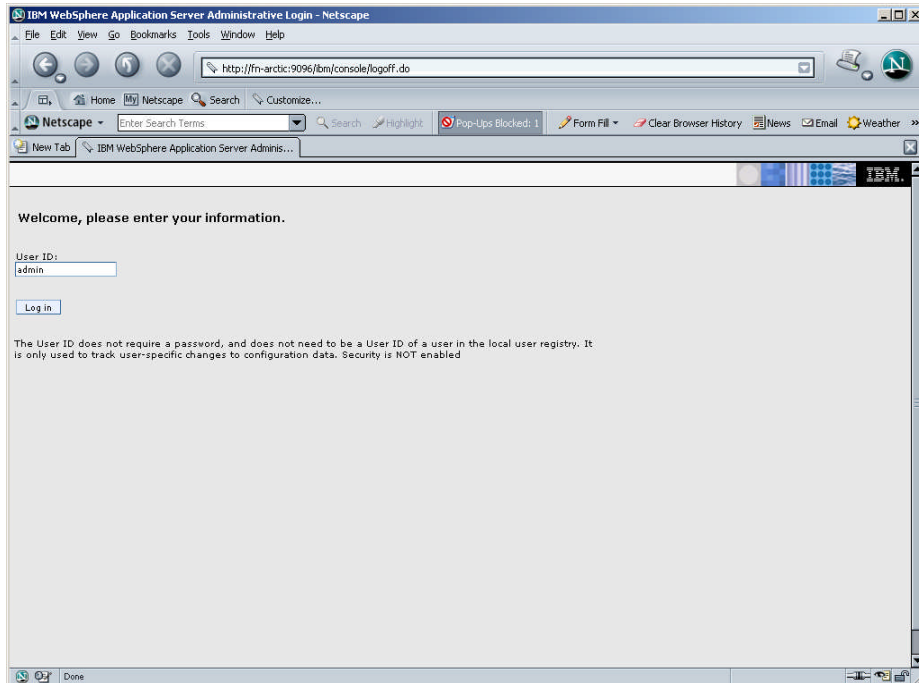 IBM WebSphere Application Server Administrative Login - Netscape
File Edit View Go Bookmarks Tools Window Help
http://fn-arctic:9096/ibm/console/logoff.do
Home My Netscape Search Customize...
Netscape Enter Search Terms Search Highlight Pop-Ups Blocked: 1 Form Fill Clear Browser History News Email Weather »
New Tab IBM WebSphere Application Server Adminis...
IBM.
Welcome, please enter your information.
User ID:
admin
Log in
The User ID does not require a password, and does not need to be a User ID of a user in the local user registry. It
is only used to track user-specific changes to configuration data. Security is NOT enabled
Done